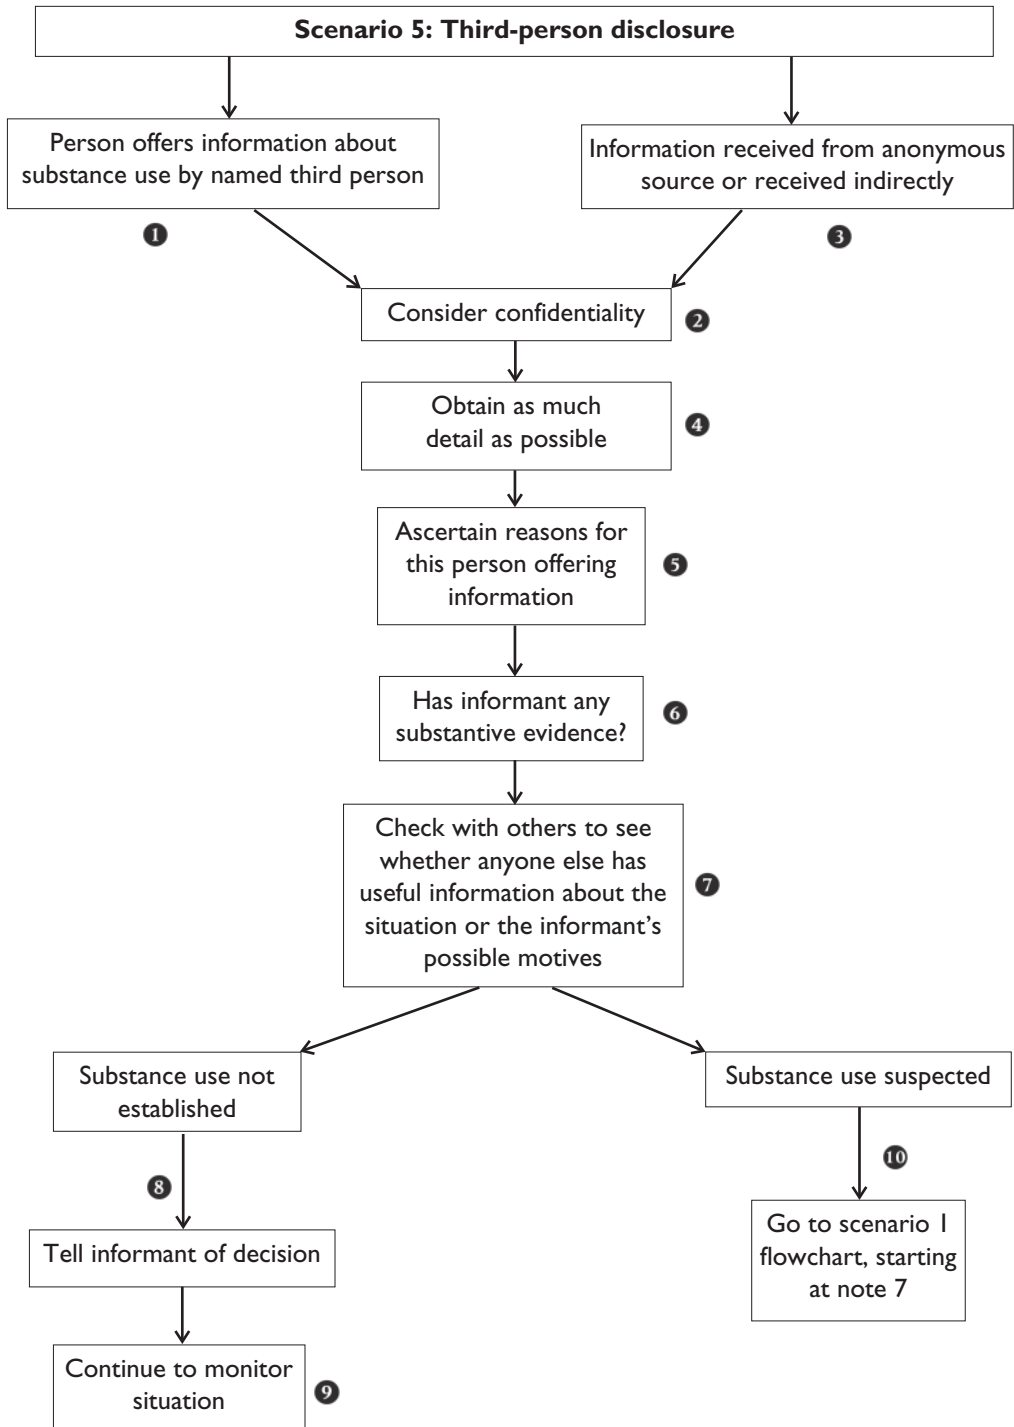 Scenario 5: Third-person disclosure
Person offers information about
substance use by named third person
Information received from anonymous
source or received indirectly
1
3
Consider confidentiality
2
Obtain as much
detail as possible
4
Ascertain reasons for
this person offering
information
5
Has informant any
substantive evidence?
6
Check with others to see
whether anyone else has
useful information about the
situation or the informant’s
possible motives
7
Substance use not
established
Substance use suspected
8
10
Tell informant of decision
Go to scenario 1
flowchart, starting
at note 7
Continue to monitor
situation
9